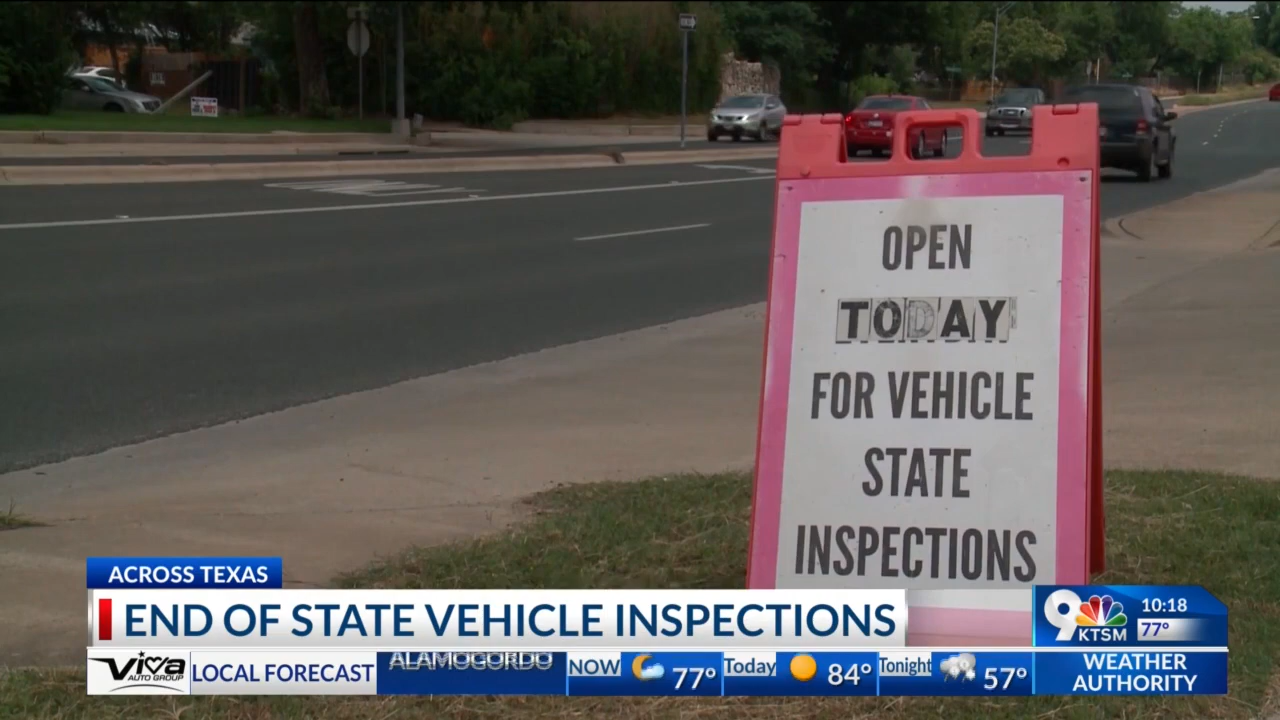 OPEN
TODAY
FOR VEHICLE
STATE
INSPECTIONS
ACROSS TEXAS
END OF STATE VEHICLE INSPECTIONS
9 KTSM
10:18
77°
Viva
AUTO GROUP
LOCAL FORECAST
ALAMOGORDO
NOW 77°
Today 84°
Tonight 57°
WEATHER
AUTHORITY